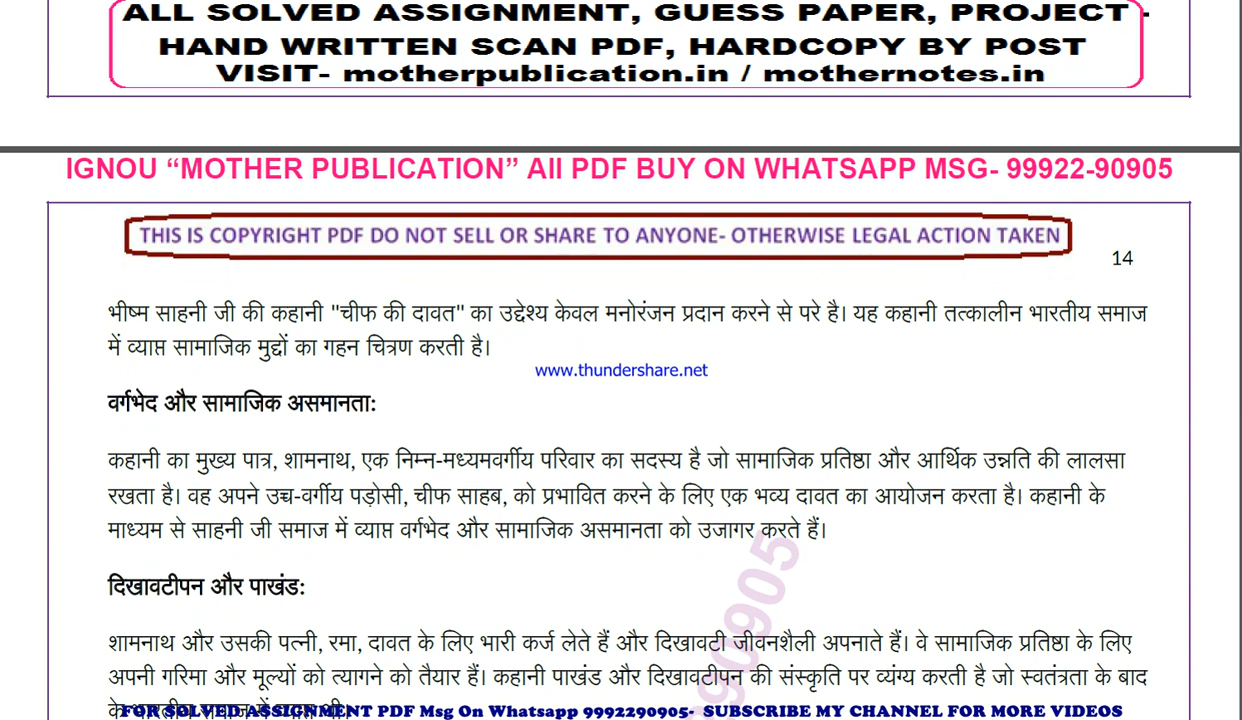 ALL SOLVED ASSIGNMENT, GUESS PAPER, PROJECT -
HAND WRITTEN SCAN PDF, HARDCOPY BY POST
VISIT- motherpublication.in / mothernotes.in
IGNOU “MOTHER PUBLICATION” All PDF BUY ON WHATSAPP MSG- 99922-90905
THIS IS COPYRIGHT PDF DO NOT SELL OR SHARE TO ANYONE- OTHERWISE LEGAL ACTION TAKEN
14
भीष्म साहनी जी की कहानी "चीफ की दावत" का उद्देश्य केवल मनोरंजन प्रदान करने से परे है। यह कहानी तत्कालीन भारतीय समाज
में व्याप्त सामाजिक मुद्दों का गहन चित्रण करती है।
www.thundershare.net
वर्गभेद और सामाजिक असमानता:
कहानी का मुख्य पात्र, शामनाथ, एक निम्न-मध्यमवर्गीय परिवार का सदस्य है जो सामाजिक प्रतिष्ठा और आर्थिक उन्नति की लालसा
रखता है। वह अपने उच्च-वर्गीय पड़ोसी, चीफ साहब, को प्रभावित करने के लिए एक भव्य दावत का आयोजन करता है। कहानी के
माध्यम से साहनी जी समाज में व्याप्त वर्गभेद और सामाजिक असमानता को उजागर करते हैं।
दिखावटीपन और पाखंड:
शामनाथ और उसकी पत्नी, रमा, दावत के लिए भारी कर्ज लेते हैं और दिखावटी जीवनशैली अपनाते हैं। वे सामाजिक प्रतिष्ठा के लिए
अपनी गरिमा और मूल्यों को त्यागने को तैयार हैं। कहानी पाखंड और दिखावटीपन की संस्कृति पर व्यंग्य करती है जो स्वतंत्रता के बाद
के
FOR SOLVED ASSIGNMENT PDF Msg On Whatsapp 9992290905- SUBSCRIBE MY CHANNEL FOR MORE VIDEOS
90905